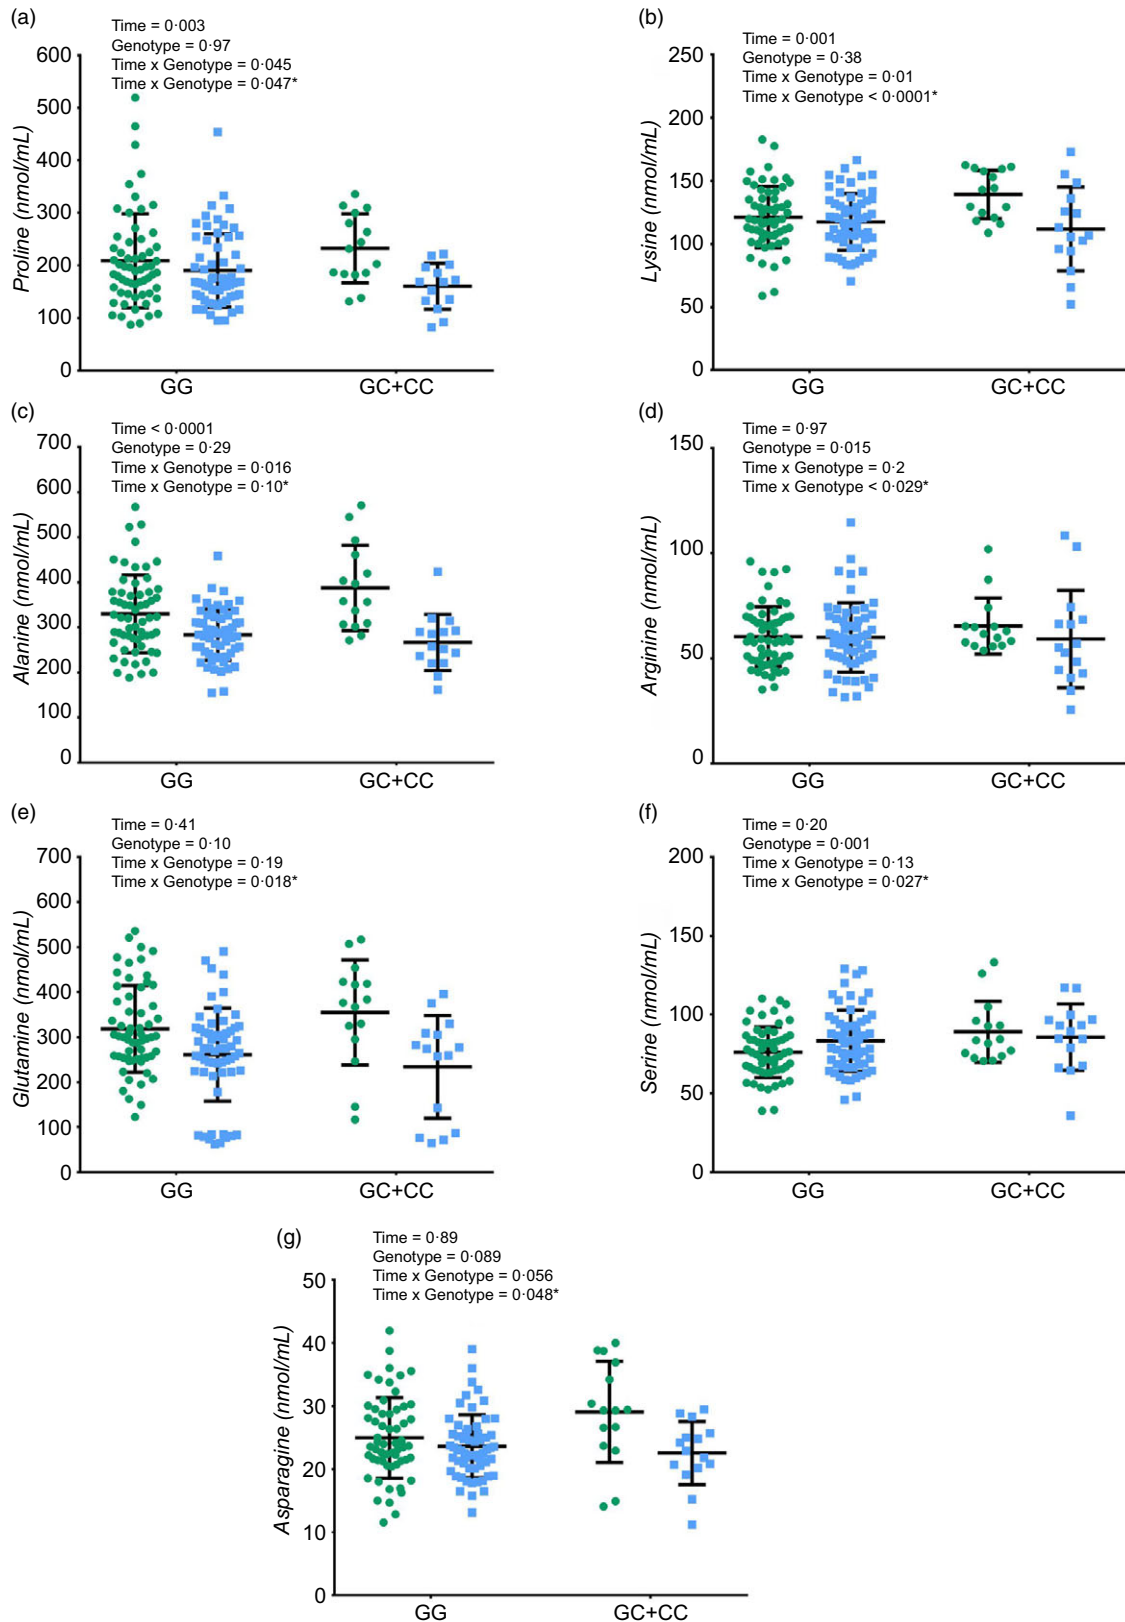 (a)
Time = 0·003
Genotype = 0·97
Time x Genotype = 0·045
Time x Genotype = 0·047*
Proline (nmol/mL)
600
500
400
300
200
100
0
GG GC+CC
(b)
Time = 0·001
Genotype = 0·38
Time x Genotype = 0·01
Time x Genotype < 0·0001*
Lysine (nmol/mL)
250
200
150
100
50
0
GG GC+CC
(c)
Time < 0·0001
Genotype = 0·29
Time x Genotype = 0·016
Time x Genotype = 0·10*
Alanine (nmol/mL)
700
600
500
400
300
200
100
0
GG GC+CC
(d)
Time = 0·97
Genotype = 0·015
Time x Genotype = 0·2
Time x Genotype < 0·029*
Arginine (nmol/mL)
150
100
50
0
GG GC+CC
(e)
Time = 0·41
Genotype = 0·10
Time x Genotype = 0·19
Time x Genotype = 0·018*
Glutamine (nmol/mL)
700
600
500
400
300
200
100
0
GG GC+CC
(f)
Time = 0·20
Genotype = 0·001
Time x Genotype = 0·13
Time x Genotype = 0·027*
Serine (nmol/mL)
200
150
100
50
0
GG GC+CC
(g)
Time = 0·89
Genotype = 0·089
Time x Genotype = 0·056
Time x Genotype = 0·048*
Asparagine (nmol/mL)
50
40
30
20
10
0
GG GC+CC